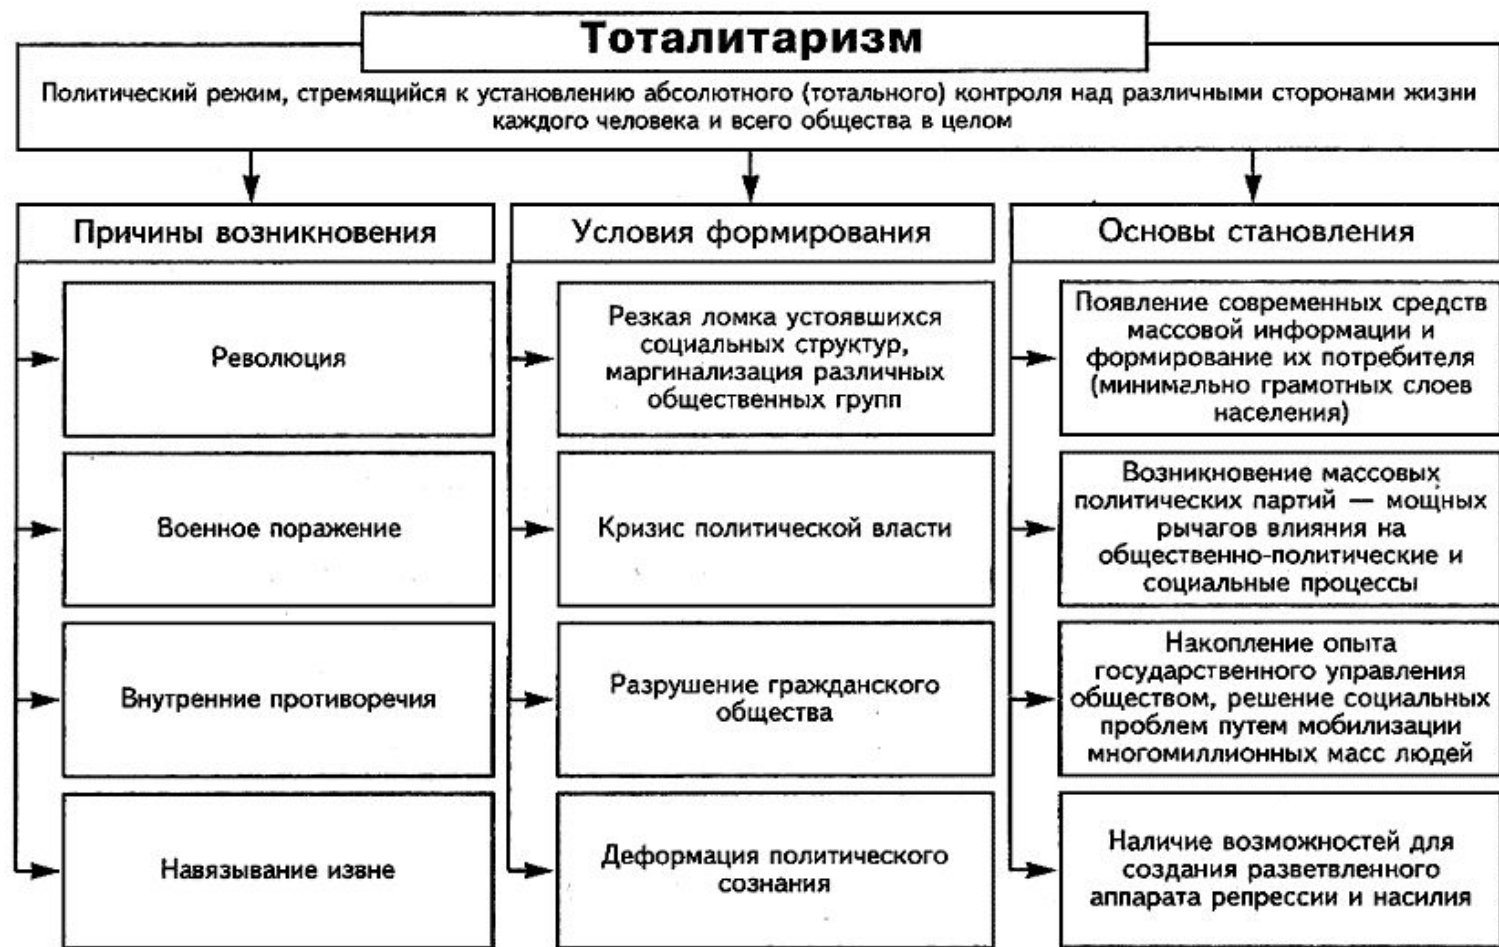 Тоталитаризм
Политический режим, стремящийся к установлению абсолютного (тотального) контроля над различными сторонами жизни
каждого человека и всего общества в целом
Причины возникновения
Революция
Военное поражение
Внутренние противоречия
Навязывание извне
Условия формирования
Резкая ломка устоявшихся
социальных структур,
маргинализация различных
общественных групп
Кризис политической власти
Разрушение гражданского
общества
Деформация политического
сознания
Основы становления
Появление современных средств
массовой информации и
формирование их потребителя
(минимально грамотных слоев
населения)
Возникновение массовых
политических партий — мощных
рычагов влияния на
общественно-политические и
социальные процессы
Накопление опыта
государственного управления
обществом, решение социальных
проблем путем мобилизации
многомиллионных масс людей
Наличие возможностей для
создания разветвленного
аппарата репрессии и насилия